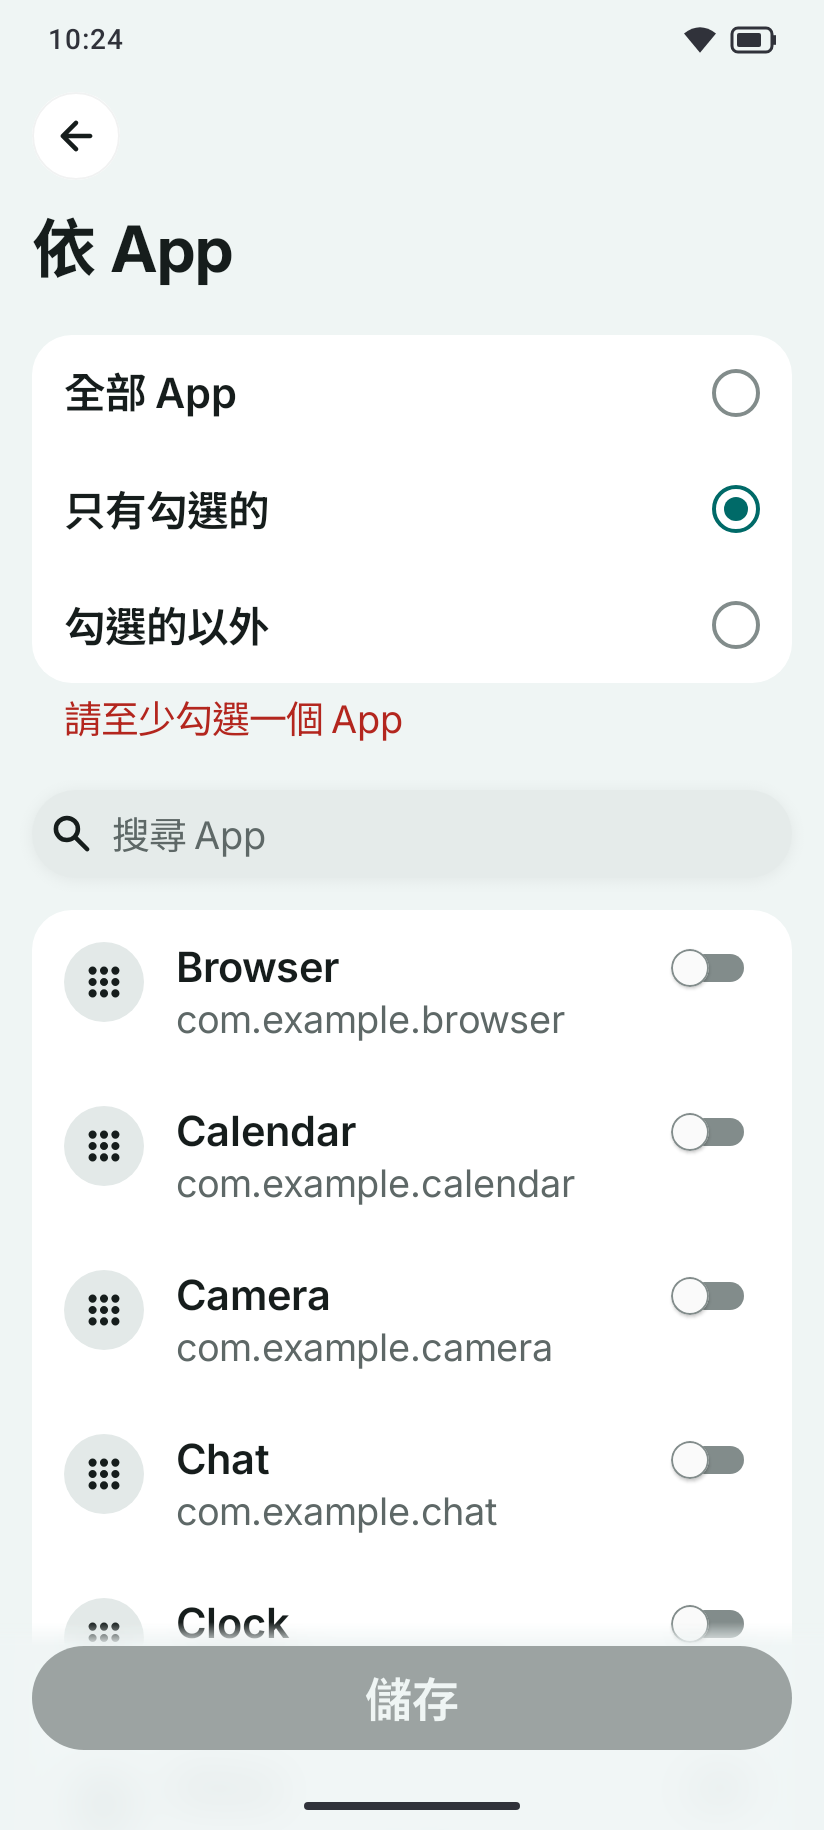 10:24
依 App
全部 App
只有勾選的
勾選的以外
請至少勾選一個 App
搜尋 App
Browser
com.example.browser
Calendar
com.example.calendar
Camera
com.example.camera
Chat
com.example.chat
Clock
儲存